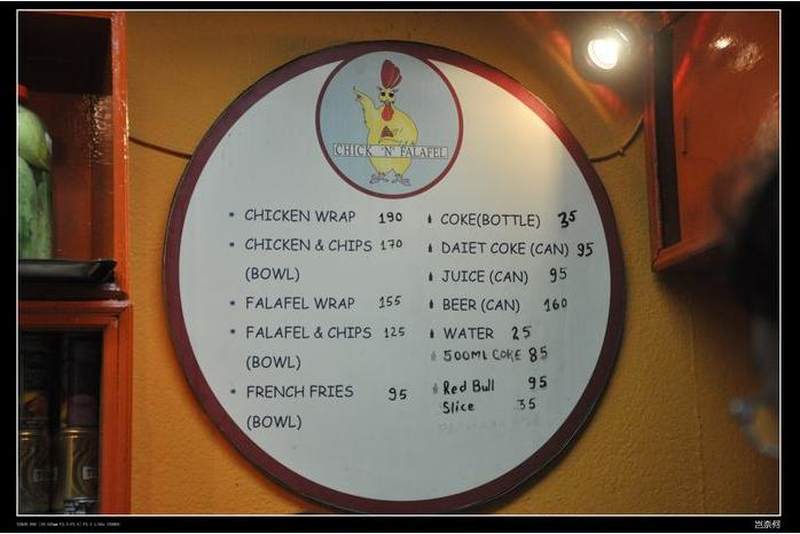 CHICK 'N' FALAFEL
CHICKEN WRAP 190
CHICKEN & CHIPS 170
(BOWL)
FALAFEL WRAP 155
FALAFEL & CHIPS 125
(BOWL)
FRENCH FRIES 95
(BOWL)
COKE(BOTTLE) 35
DAIET COKE (CAN) 95
JUICE (CAN) 95
BEER (CAN) 160
WATER 25
500ML COKE 85
Red Bull 95
Slice 35